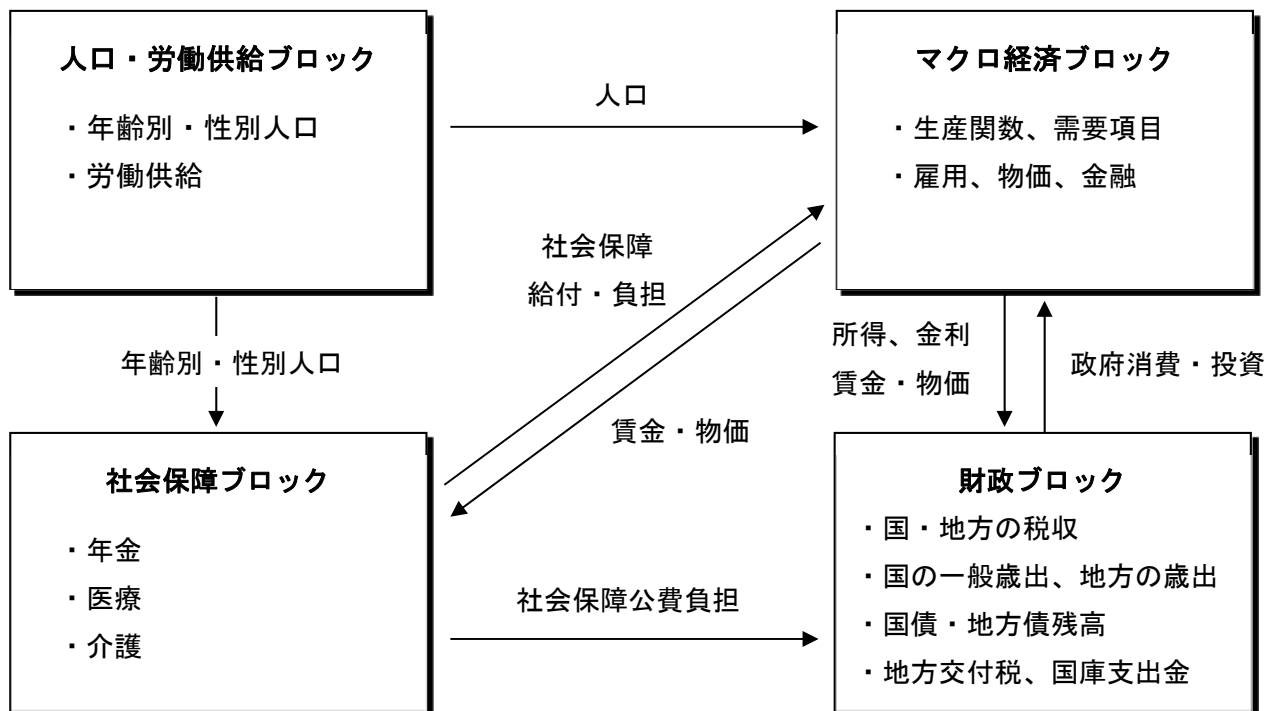 人口・労働供給ブロック
・年齢別・性別人口
・労働供給
人口
マクロ経済ブロック
・生産関数、需要項目
・雇用、物価、金融
社会保障
給付・負担
年齢別・性別人口
所得、金利
賃金・物価
政府消費・投資
賃金・物価
社会保障ブロック
・年金
・医療
・介護
社会保障公費負担
財政ブロック
・国・地方の税収
・国の一般歳出、地方の歳出
・国債・地方債残高
・地方交付税、国庫支出金